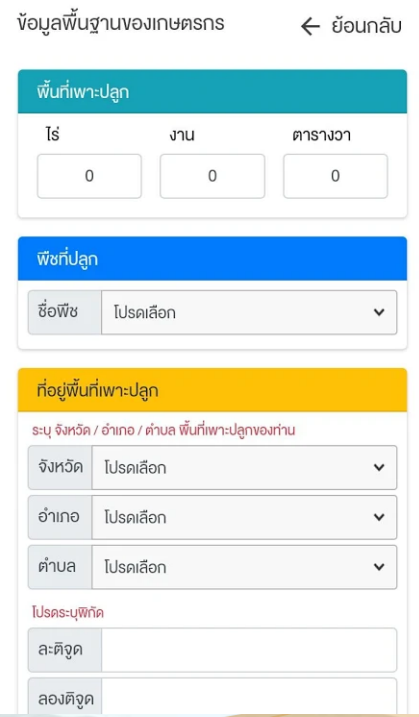 ข้อมูลพื้นฐานของเกษตรกร ← ย้อนกลับ
พื้นที่เพาะปลูก
ไร่ งาน ตารางวา
0 0 0
พืชที่ปลูก
ชื่อพืช โปรดเลือก
ที่อยู่พื้นที่เพาะปลูก
ระบุ จังหวัด / อำเภอ / ตำบล พื้นที่เพาะปลูกของท่าน
จังหวัด โปรดเลือก
อำเภอ โปรดเลือก
ตำบล โปรดเลือก
โปรดระบุพิกัด
ละติจูด
ลองติจูด